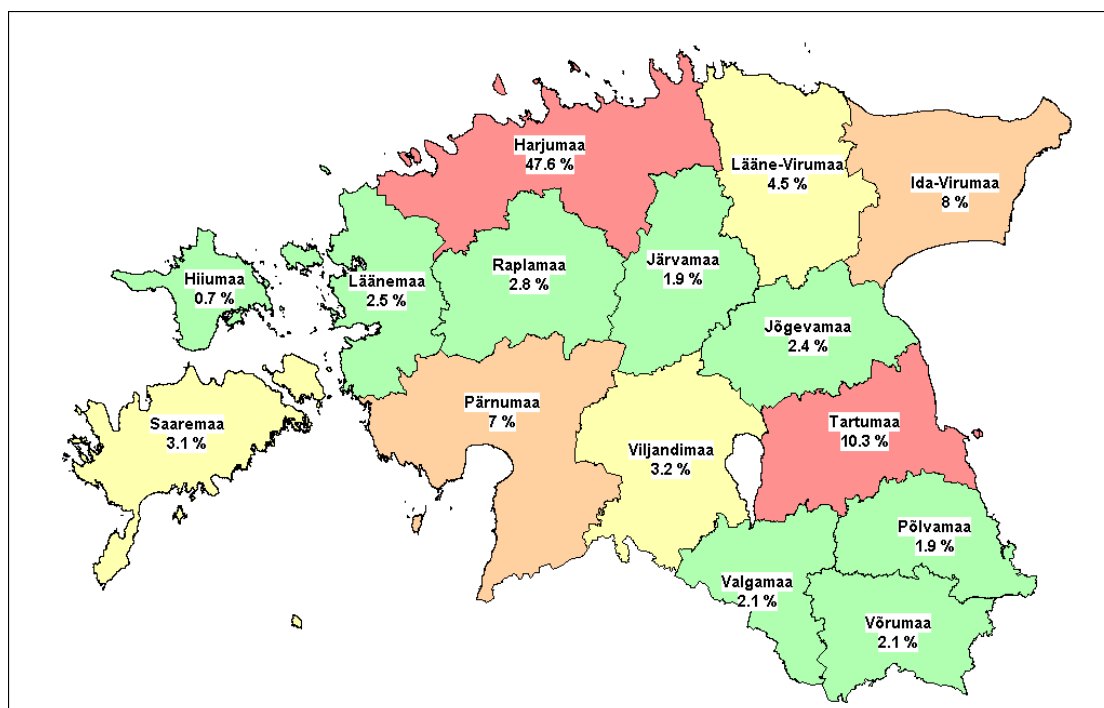 Harjumaa
47.6 %
Lääne-Virumaa
4.5 %
Ida-Virumaa
8 %
Hiiumaa
0.7 %
Läänemaa
2.5 %
Raplamaa
2.8 %
Järvamaa
1.9 %
Jõgevamaa
2.4 %
Saaremaa
3.1 %
Pärnumaa
7 %
Viljandimaa
3.2 %
Tartumaa
10.3 %
Põlvamaa
1.9 %
Valgamaa
2.1 %
Võrumaa
2.1 %